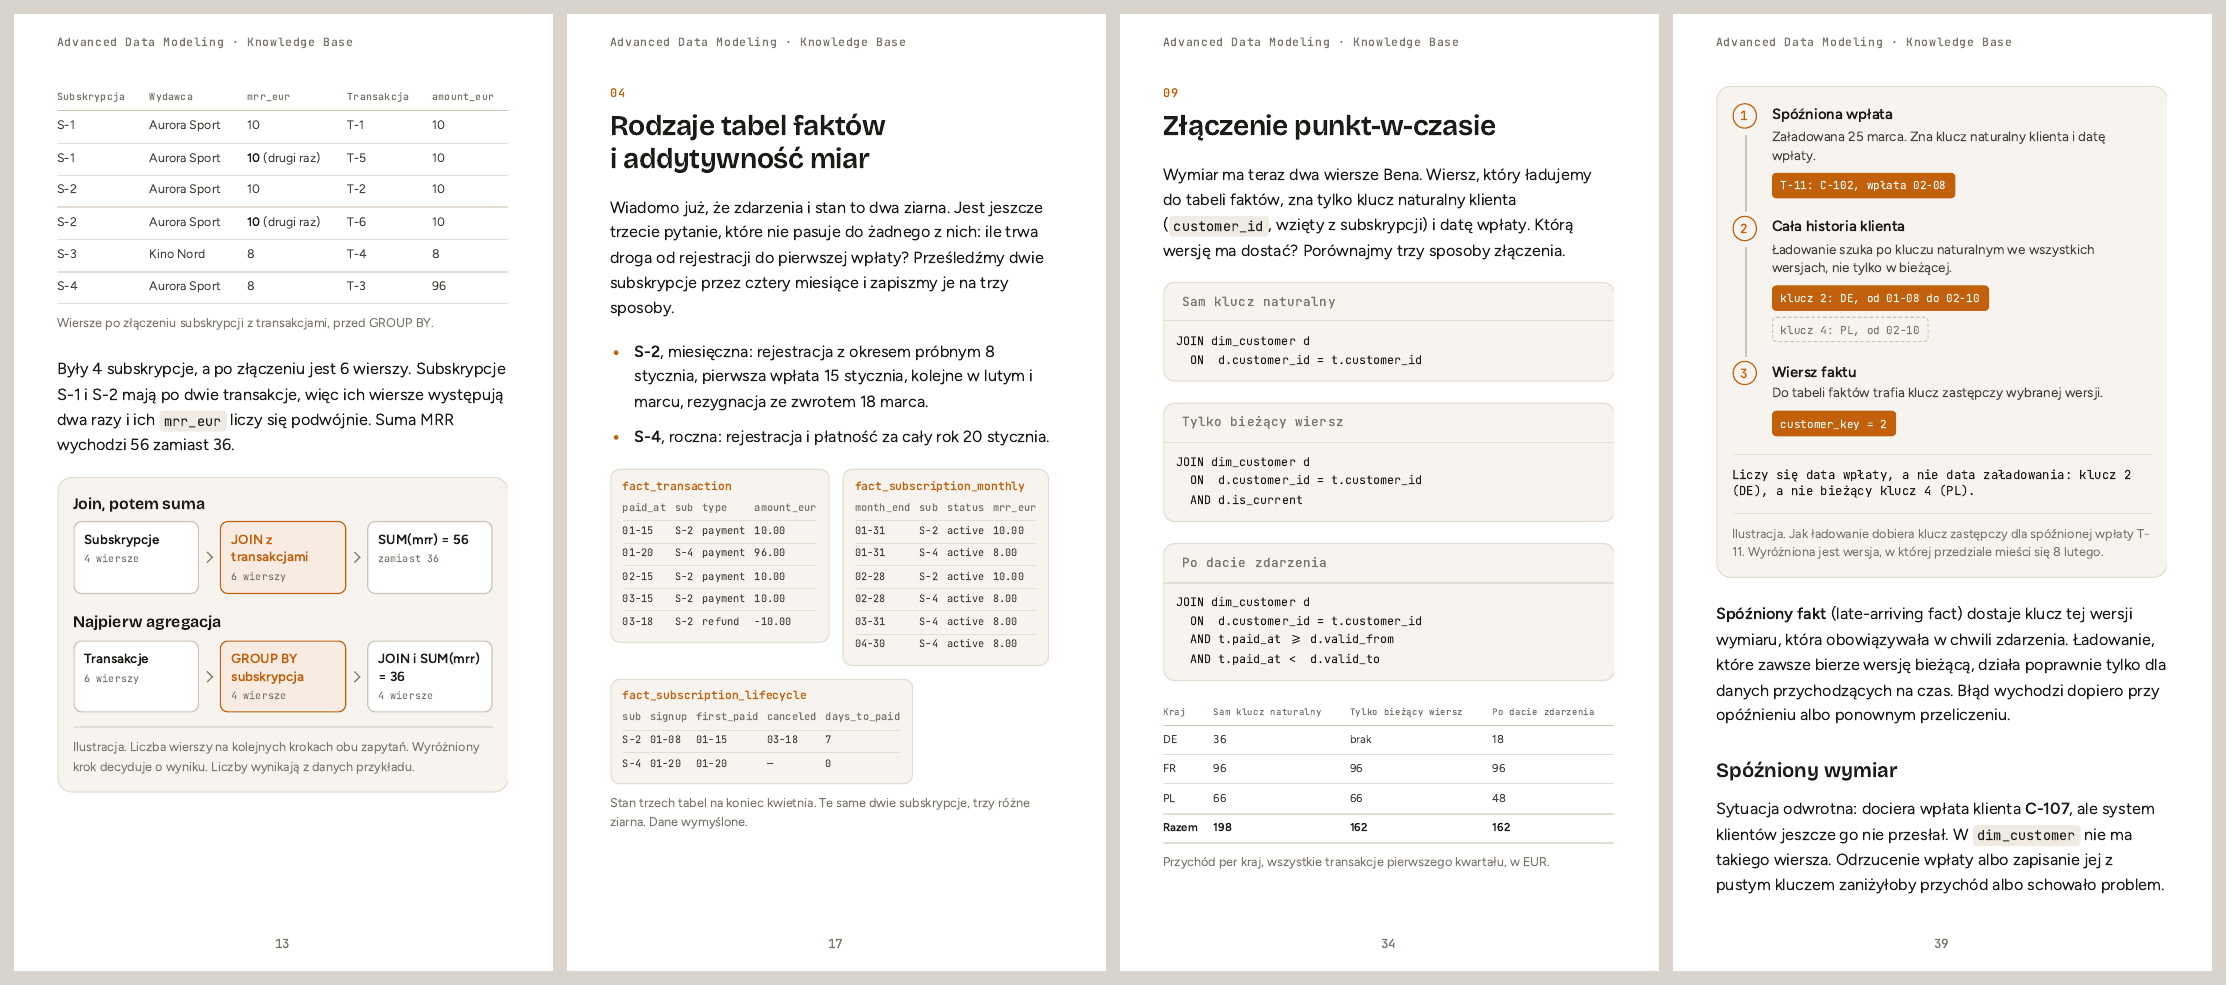 Advanced Data Modeling · Knowledge Base
Subskrypcja Wydawca mrr_eur Transakcja amount_eur
S-1 Aurora Sport 10 T-1 10
S-1 Aurora Sport 10 (drugi raz) T-5 10
S-2 Aurora Sport 10 T-2 10
S-2 Aurora Sport 10 (drugi raz) T-6 10
S-3 Kino Nord 8 T-4 8
S-4 Aurora Sport 8 T-3 96
Wiersze po złączeniu subskrypcji z transakcjami, przed GROUP BY.
Były 4 subskrypcje, a po złączeniu jest 6 wierszy. Subskrypcje
S-1 i S-2 mają po dwie transakcje, więc ich wiersze występują
dwa razy i ich mrr_eur liczy się podwójnie. Suma MRR
wychodzi 56 zamiast 36.
Join, potem suma
Subskrypcje
4 wiersze
JOIN z
transakcjami
6 wierszy
SUM(mrr) = 56
zamiast 36
Najpierw agregacja
Transakcje
6 wierszy
GROUP BY
subskrypcja
4 wiersze
JOIN i SUM(mrr)
= 36
4 wiersze
Ilustracja. Liczba wierszy na kolejnych krokach obu zapytań. Wyróżniony
krok decyduje o wyniku. Liczby wynikają z danych przykładu.
13
Advanced Data Modeling · Knowledge Base
04
Rodzaje tabel faktów
i addytywność miar
Wiadomo już, że zdarzenia i stan to dwa ziarna. Jest jeszcze
trzecie pytanie, które nie pasuje do żadnego z nich: ile trwa
droga od rejestracji do pierwszej wpłaty? Prześledźmy dwie
subskrypcje przez cztery miesiące i zapiszmy je na trzy
sposoby.
• S-2, miesięczna: rejestracja z okresem próbnym 8
stycznia, pierwsza wpłata 15 stycznia, kolejne w lutym i
marcu, rezygnacja ze zwrotem 18 marca.
• S-4, roczna: rejestracja i płatność za cały rok 20 stycznia.
fact_transaction
paid_at sub type amount_eur
01-15 S-2 payment 10.00
01-20 S-4 payment 96.00
02-15 S-2 payment 10.00
03-15 S-2 payment 10.00
03-18 S-2 refund -10.00
fact_subscription_monthly
month_end sub status mrr_eur
01-31 S-2 active 10.00
01-31 S-4 active 8.00
02-28 S-2 active 10.00
02-28 S-4 active 8.00
03-31 S-4 active 8.00
04-30 S-4 active 8.00
fact_subscription_lifecycle
sub signup first_paid canceled days_to_paid
S-2 01-08 01-15 03-18 7
S-4 01-20 01-20 — 0
Stan trzech tabel na koniec kwietnia. Te same dwie subskrypcje, trzy różne
ziarna. Dane wymyślone.
17
Advanced Data Modeling · Knowledge Base
09
Złączenie punkt-w-czasie
Wymiar ma teraz dwa wiersze Bena. Wiersz, który ładujemy
do tabeli faktów, zna tylko klucz naturalny klienta
(customer_id, wzięty z subskrypcji) i datę wpłaty. Którą
wersję ma dostać? Porównajmy trzy sposoby złączenia.
Sam klucz naturalny
JOIN dim_customer d
ON d.customer_id = t.customer_id
Tylko bieżący wiersz
JOIN dim_customer d
ON d.customer_id = t.customer_id
AND d.is_current
Po dacie zdarzenia
JOIN dim_customer d
ON d.customer_id = t.customer_id
AND t.paid_at ⩾ d.valid_from
AND t.paid_at < d.valid_to
Kraj Sam klucz naturalny Tylko bieżący wiersz Po dacie zdarzenia
DE 36 brak 18
FR 96 96 96
PL 66 66 48
Razem 198 162 162
Przychód per kraj, wszystkie transakcje pierwszego kwartału, w EUR.
34
Advanced Data Modeling · Knowledge Base
1 Spóźniona wpłata
Załadowana 25 marca. Zna klucz naturalny klienta i datę
wpłaty.
T-11: C-102, wpłata 02-08
2 Cała historia klienta
Ładowanie szuka po kluczu naturalnym we wszystkich
wersjach, nie tylko w bieżącej.
klucz 2: DE, od 01-08 do 02-10
klucz 4: PL, od 02-10
3 Wiersz faktu
Do tabeli faktów trafia klucz zastępczy wybranej wersji.
customer_key = 2
Liczy się data wpłaty, a nie data załadowania: klucz 2
(DE), a nie bieżący klucz 4 (PL).
Ilustracja. Jak ładowanie dobiera klucz zastępczy dla spóźnionej wpłaty T-
11. Wyróżniona jest wersja, w której przedziale mieści się 8 lutego.
Spóźniony fakt (late-arriving fact) dostaje klucz tej wersji
wymiaru, która obowiązywała w chwili zdarzenia. Ładowanie,
które zawsze bierze wersję bieżącą, działa poprawnie tylko dla
danych przychodzących na czas. Błąd wychodzi dopiero przy
opóźnieniu albo ponownym przeliczeniu.
Spóźniony wymiar
Sytuacja odwrotna: dociera wpłata klienta C-107, ale system
klientów jeszcze go nie przesłał. W dim_customer nie ma
takiego wiersza. Odrzucenie wpłaty albo zapisanie jej z
pustym kluczem zaniżyłoby przychód albo schowało problem.
39